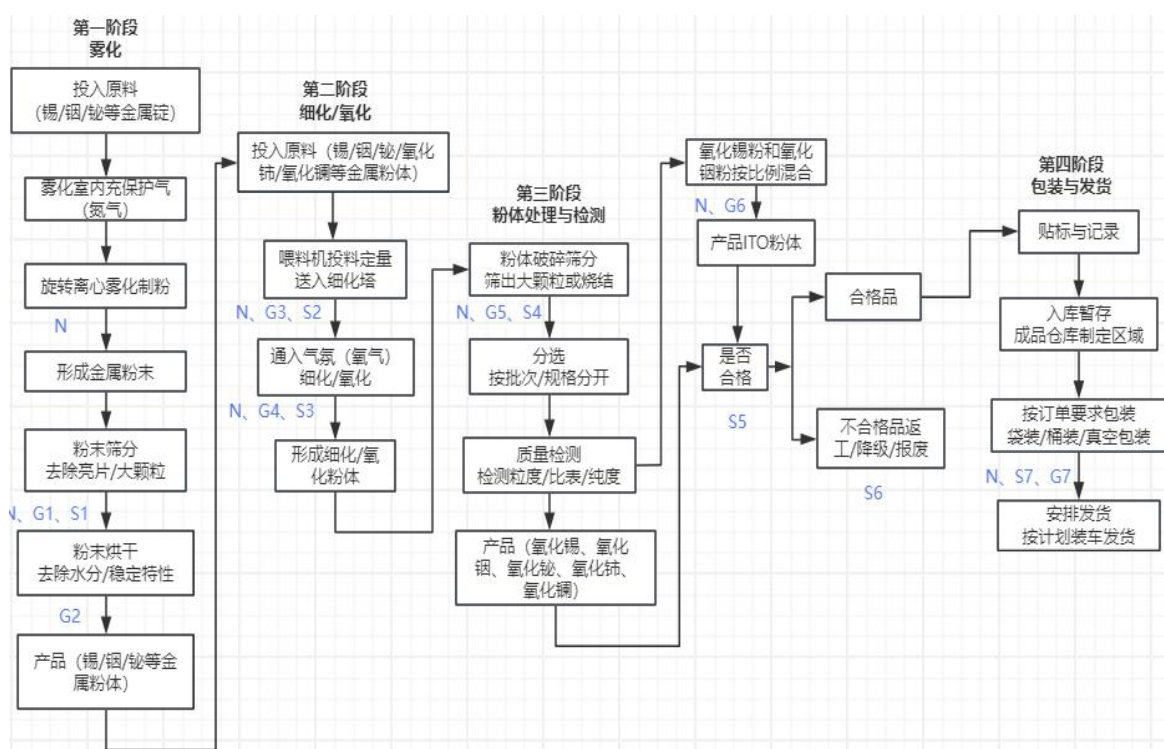 第一阶段
雾化
投入原料
(锡/铟/铋等金属锭)
雾化室内充保护气
(氮气)
旋转离心雾化制粉
N
形成金属粉末
粉末筛分
去除亮片/大颗粒
N、G1、S1
粉末烘干
去除水分/稳定特性
G2
产品（锡/铟/铋等金
属粉体）
第二阶段
细化/氧化
投入原料（锡/铟/铋/氧化
铈/氧化镧等金属粉体）
喂料机投料定量
送入细化塔
N、G3、S2
通入气氛（氧气）
细化/氧化
N、G4、S3
形成细化/氧
化粉体
第三阶段
粉体处理与检测
粉体破碎筛分
筛出大颗粒或烧结
N、G5、S4
分选
按批次/规格分开
质量检测
检测粒度/比表/纯度
产品（氧化锡、氧化
铟、氧化铋、氧化铈、
氧化镧）
氧化锡粉和氧化
铟粉按比例混合
N、G6
产品ITO粉体
是否
合格
S5
合格品
不合格品返
工/降级/报废
S6
第四阶段
包装与发货
贴标与记录
入库暂存
成品仓库制定区域
按订单要求包装
袋装/桶装/真空包装
N、S7、G7
安排发货
按计划装车发货